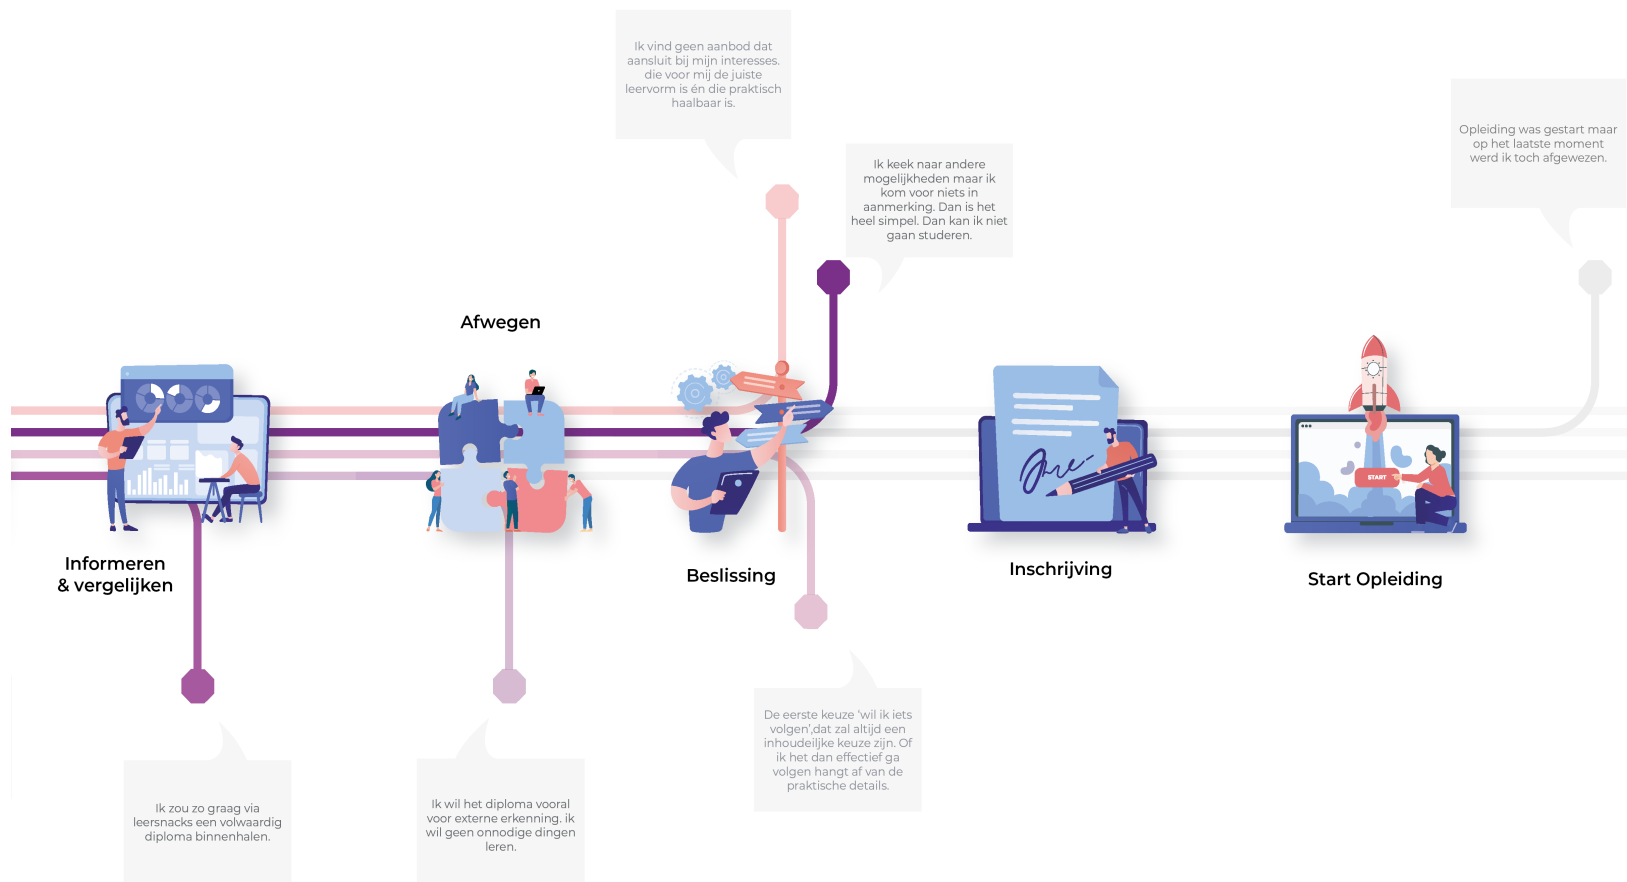 Ik vind geen aanbod dat
aansluit bij mijn interesses.
die voor mij de juiste
leervorm is én die praktisch
haalbaar is.
Ik keek naar andere
mogelijkheden maar ik
kom voor niets in
aanmerking. Dan is het
heel simpel. Dan kan ik niet
gaan studeren.
Opleiding was gestart maar
op het laatste moment
werd ik toch afgewezen.
Afwegen
Informeren
& vergelijken
Beslissing
Inschrijving
START
Start Opleiding
Ik zou zo graag via
leersnacks een volwaardig
diploma binnenhalen.
Ik wil het diploma vooral
voor externe erkenning. ik
wil geen onnodige dingen
leren.
De eerste keuze ‘wil ik iets
volgen’,dat zal altijd een
inhoudeiljke keuze zijn. Of
ik het dan effectief ga
volgen hangt af van de
praktische details.